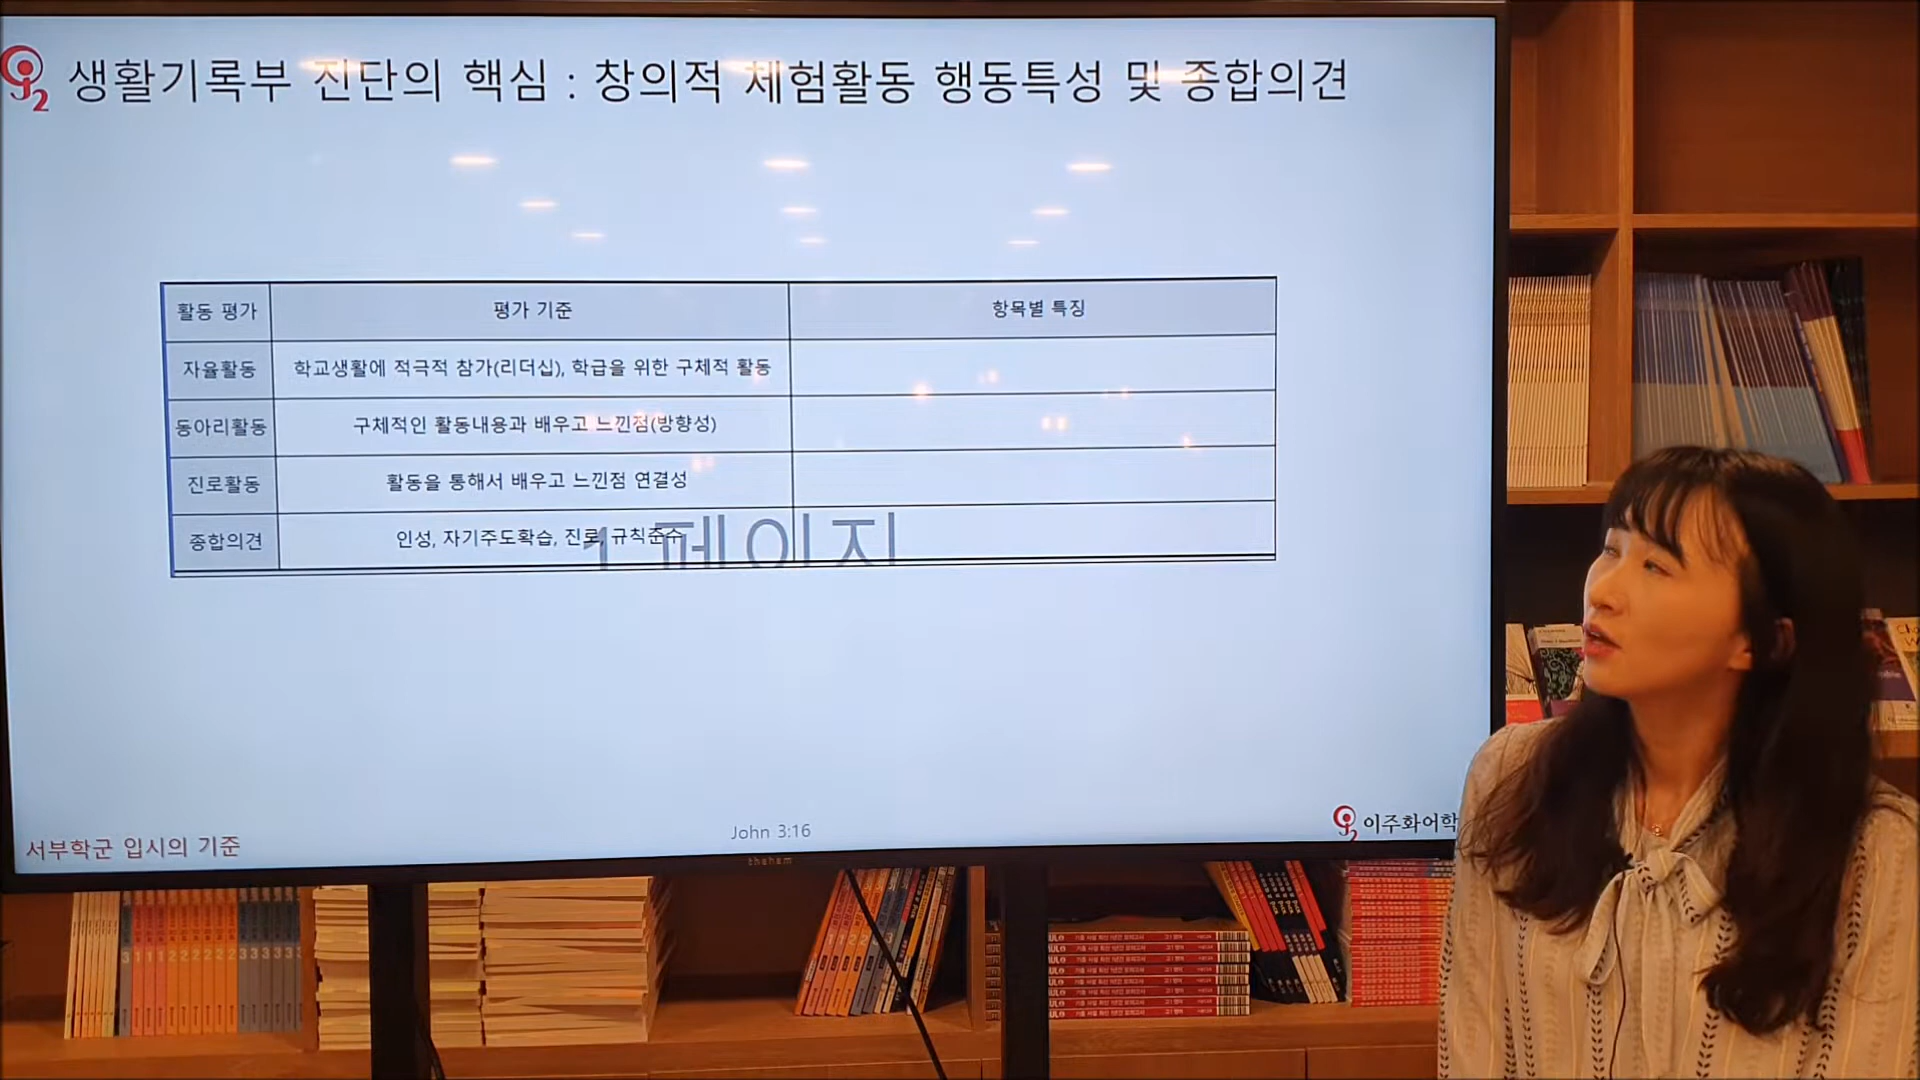 생활기록부 진단의 핵심 : 창의적 체험활동 행동특성 및 종합의견
활동 평가 평가 기준 항목별 특징
자율활동 학교생활에 적극적 참가(리더십), 학급을 위한 구체적 활동
동아리활동 구체적인 활동내용과 배우고 느낀점(방향성)
진로활동 활동을 통해서 배우고 느낀점 연결성
종합의견 인성, 자기주도확습, 진로, 규칙준수
1 페이지
서부학군 입시의 기준
John 3:16
이주화어학
theham